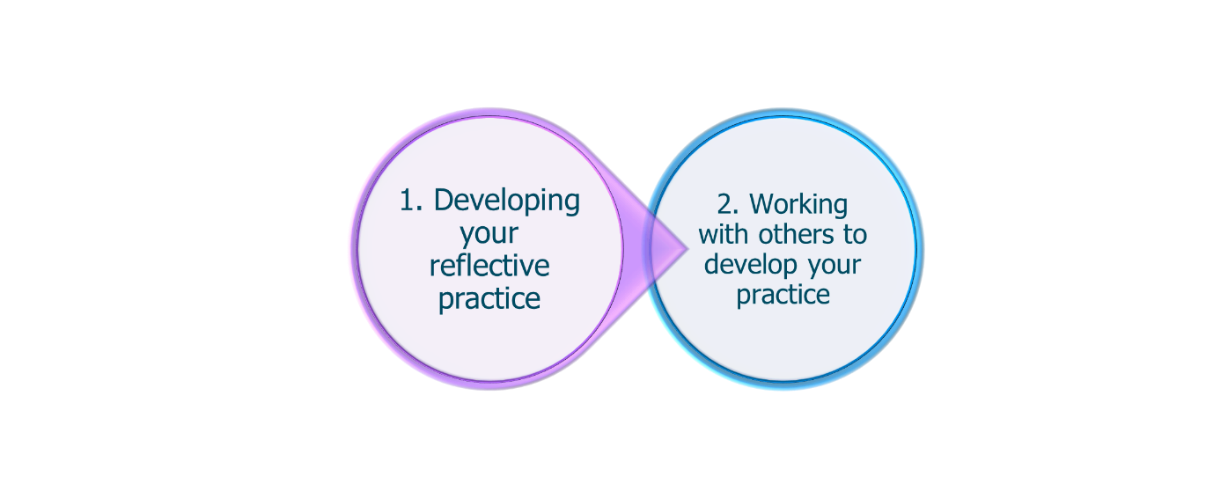 1. Developing
your
reflective
practice
2. Working
with others to
develop your
practice